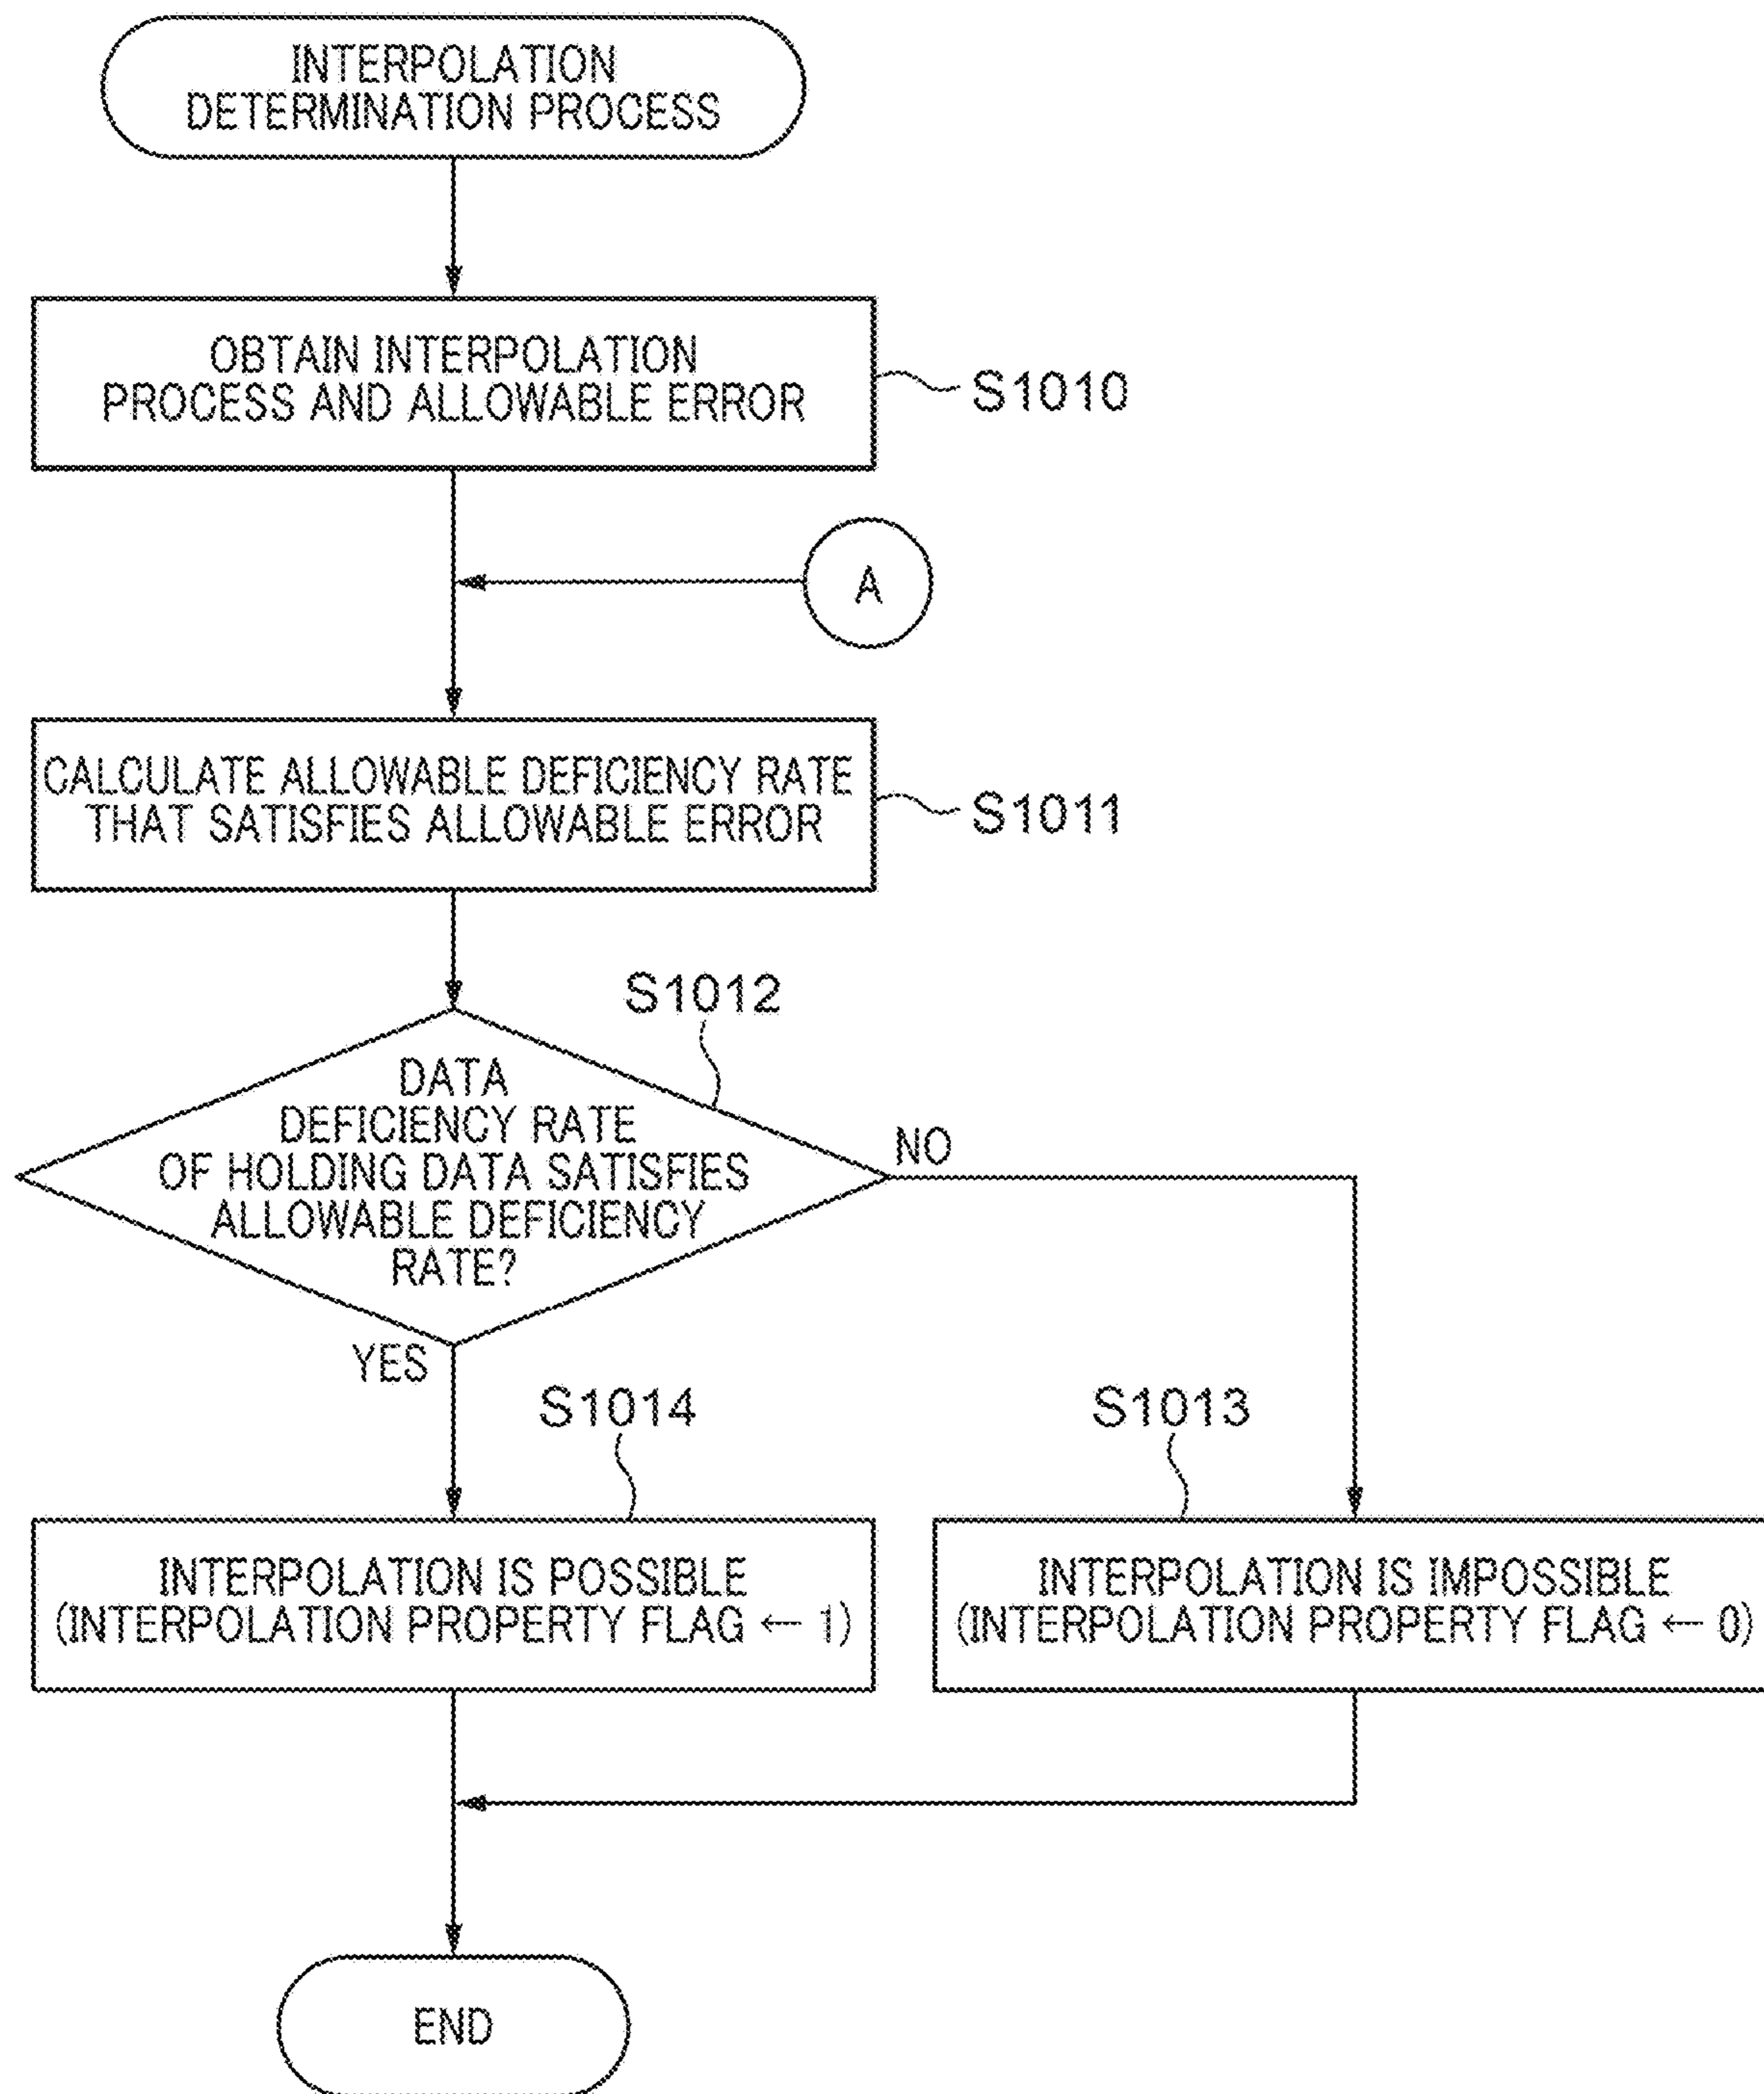 INTERPOLATION
DETERMINATION PROCESS
OBTAIN INTERPOLATION
PROCESS AND ALLOWABLE ERROR
S1010
A
CALCULATE ALLOWABLE DEFICIENCY RATE
THAT SATISFIES ALLOWABLE ERROR
S1011
S1012
DATA
DEFICIENCY RATE
OF HOLDING DATA SATISFIES
ALLOWABLE DEFICIENCY
RATE?
NO
YES
S1014
S1013
INTERPOLATION IS POSSIBLE
(INTERPOLATION PROPERTY FLAG ← 1)
INTERPOLATION IS IMPOSSIBLE
(INTERPOLATION PROPERTY FLAG ← 0)
END